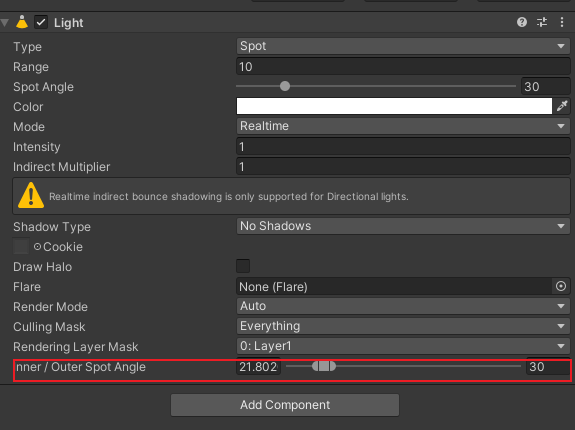 Light
Type Spot
Range 10
Spot Angle 30
Color
Mode Realtime
Intensity 1
Indirect Multiplier 1
Realtime indirect bounce shadowing is only supported for Directional lights.
Shadow Type No Shadows
Cookie
Draw Halo
Flare None (Flare)
Render Mode Auto
Culling Mask Everything
Rendering Layer Mask 0: Layer1
Inner / Outer Spot Angle 21.802 30
Add Component